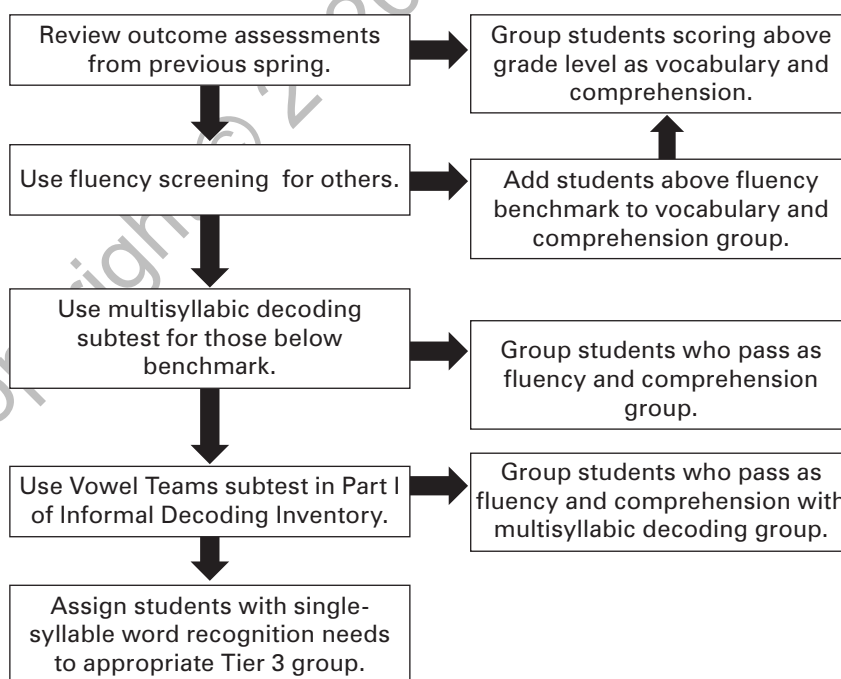 Review outcome assessments
from previous spring.
Group students scoring above
grade level as vocabulary and
comprehension.
Use fluency screening for others.
Add students above fluency
benchmark to vocabulary and
comprehension group.
Use multisyllabic decoding
subtest for those below
benchmark.
Group students who pass as
fluency and comprehension
group.
Use Vowel Teams subtest in Part I
of Informal Decoding Inventory.
Group students who pass as
fluency and comprehension with
multisyllabic decoding group.
Assign students with single-
syllable word recognition needs
to appropriate Tier 3 group.